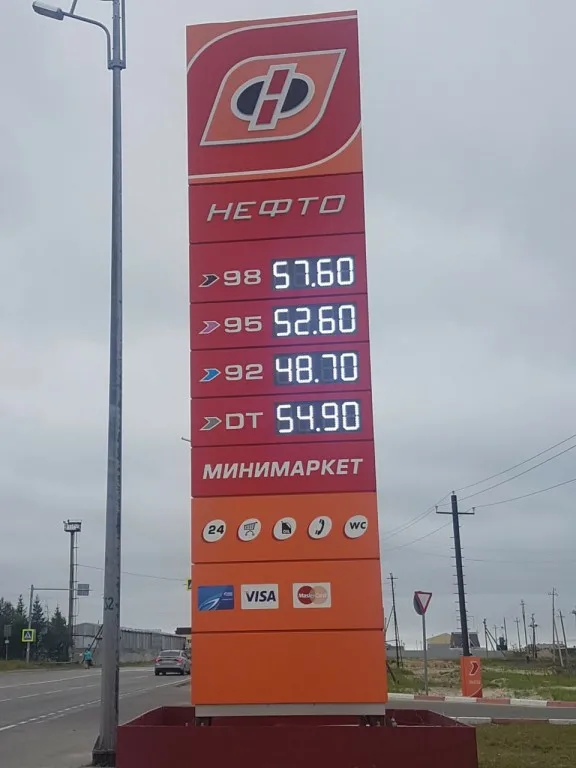 НЕФТО
98 57.60
95 52.60
92 48.70
DT 54.90
МИНИМАРКЕТ
24
WC
VISA
MasterCard